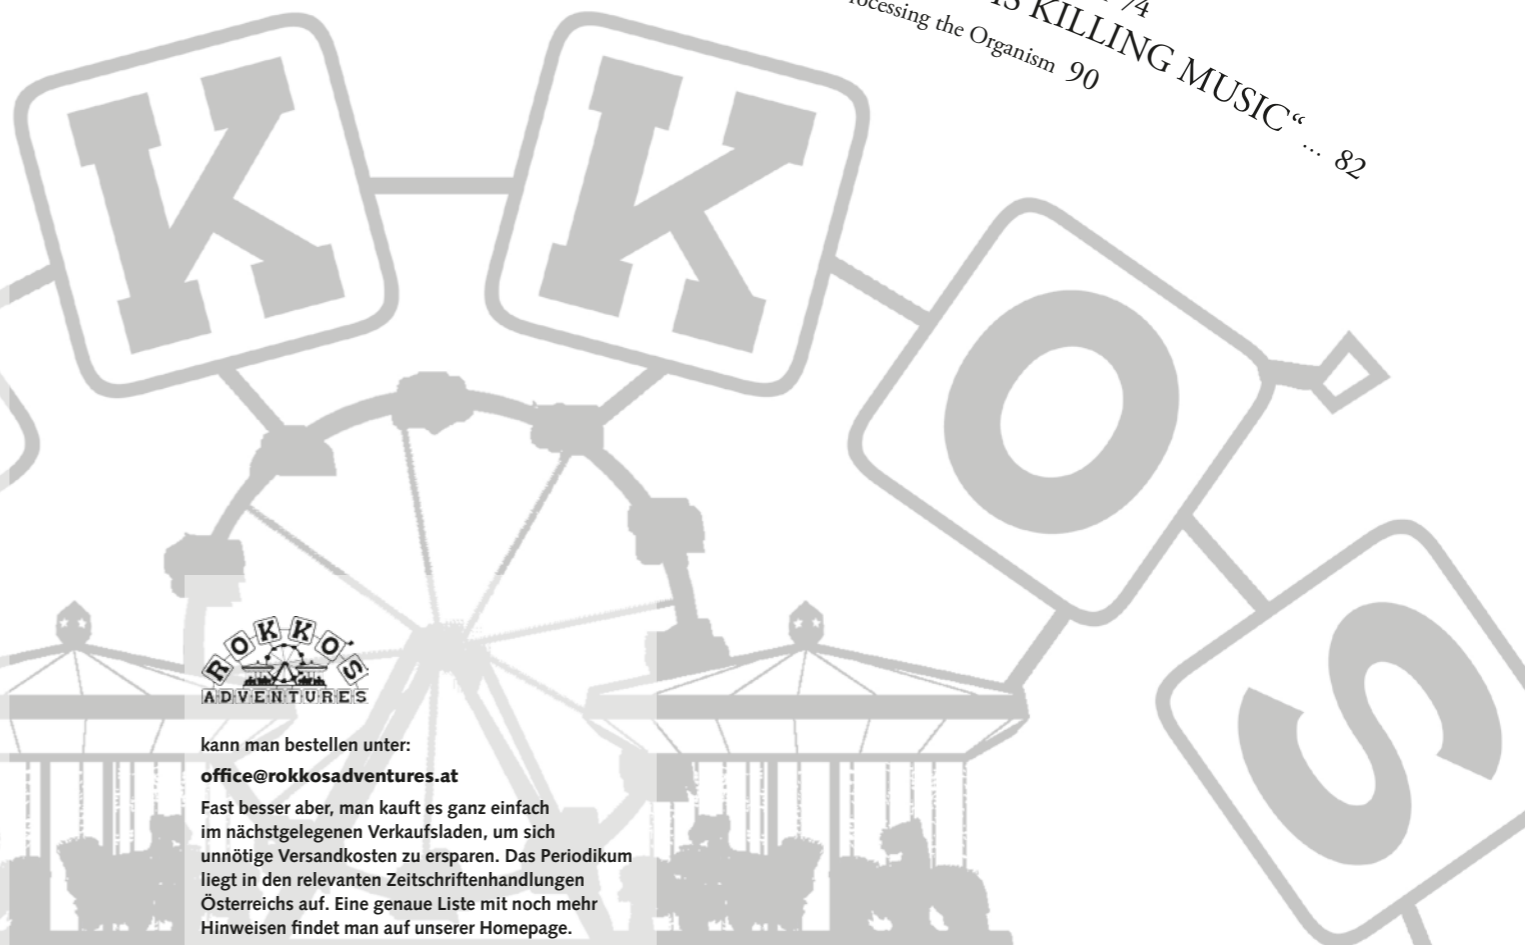 74
IS KILLING MUSIC“ ... 82
the Organism 90
K K O S
ROKKO'S
ADVENTURES
kann man bestellen unter:
office@rokkosadventures.at
Fast besser aber, man kauft es ganz einfach
im nächstgelegenen Verkaufsladen, um sich
unnötige Versandkosten zu ersparen. Das Periodikum
liegt in den relevanten Zeitschriftenhandlungen
Österreichs auf. Eine genaue Liste mit noch mehr
Hinweisen findet man auf unserer Homepage.